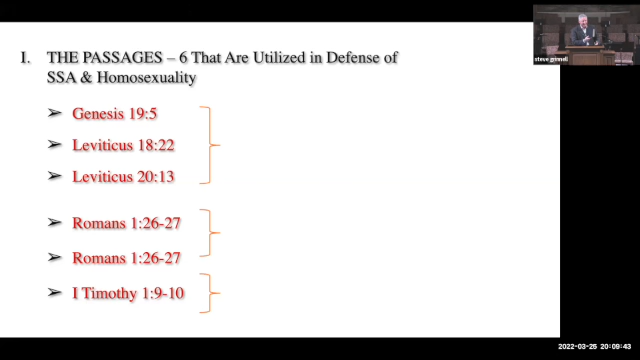 I. THE PASSAGES – 6 That Are Utilized in Defense of
SSA & Homosexuality
➢ Genesis 19:5
➢ Leviticus 18:22
➢ Leviticus 20:13
➢ Romans 1:26-27
➢ Romans 1:26-27
➢ I Timothy 1:9-10
steve grinnell
2022-03-25 20:09:43